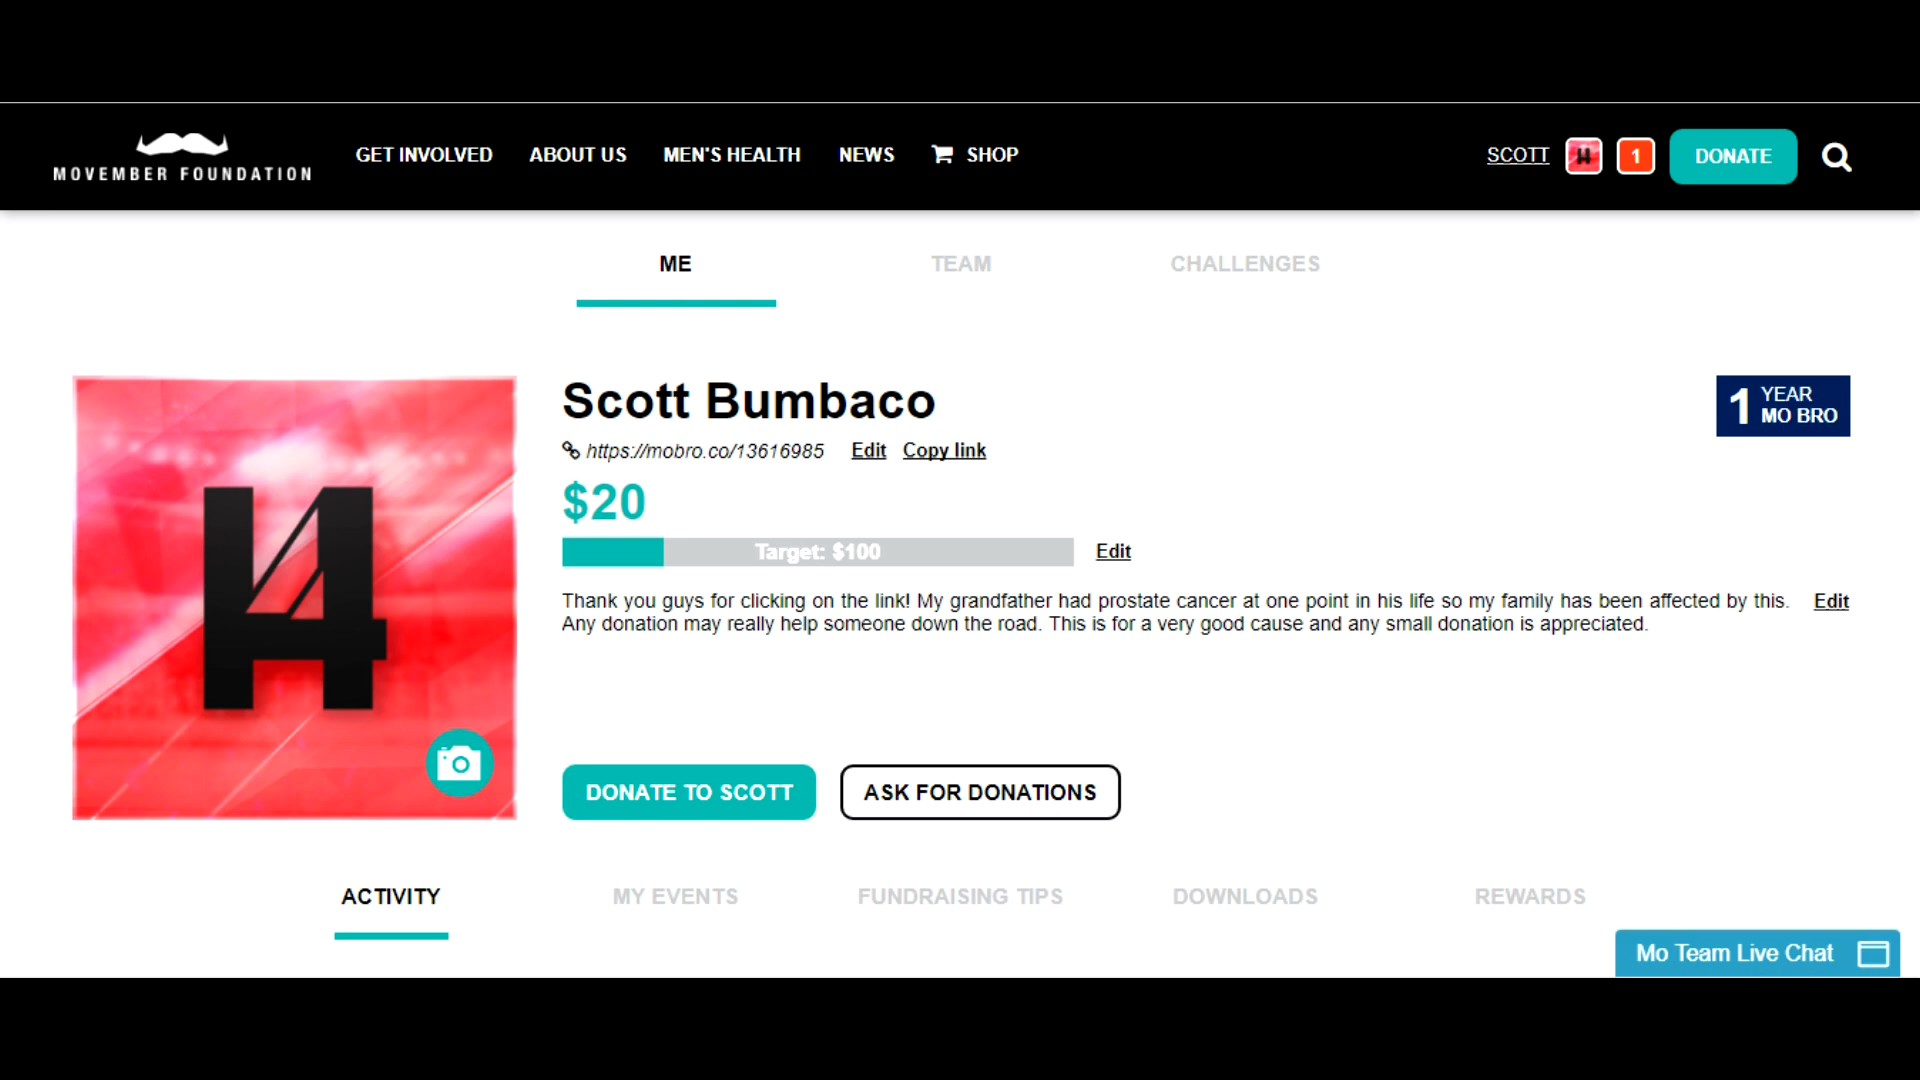 MOVEMBER FOUNDATION
GET INVOLVED ABOUT US MEN'S HEALTH NEWS SHOP
SCOTT H 1 DONATE
ME TEAM CHALLENGES
Scott Bumbaco
https://mobro.co/13616985 Edit Copy link
1 YEAR
MO BRO
$20
Target: $100 Edit
Thank you guys for clicking on the link! My grandfather had prostate cancer at one point in his life so my family has been affected by this. Edit
Any donation may really help someone down the road. This is for a very good cause and any small donation is appreciated.
DONATE TO SCOTT ASK FOR DONATIONS
ACTIVITY MY EVENTS FUNDRAISING TIPS DOWNLOADS REWARDS
Mo Team Live Chat